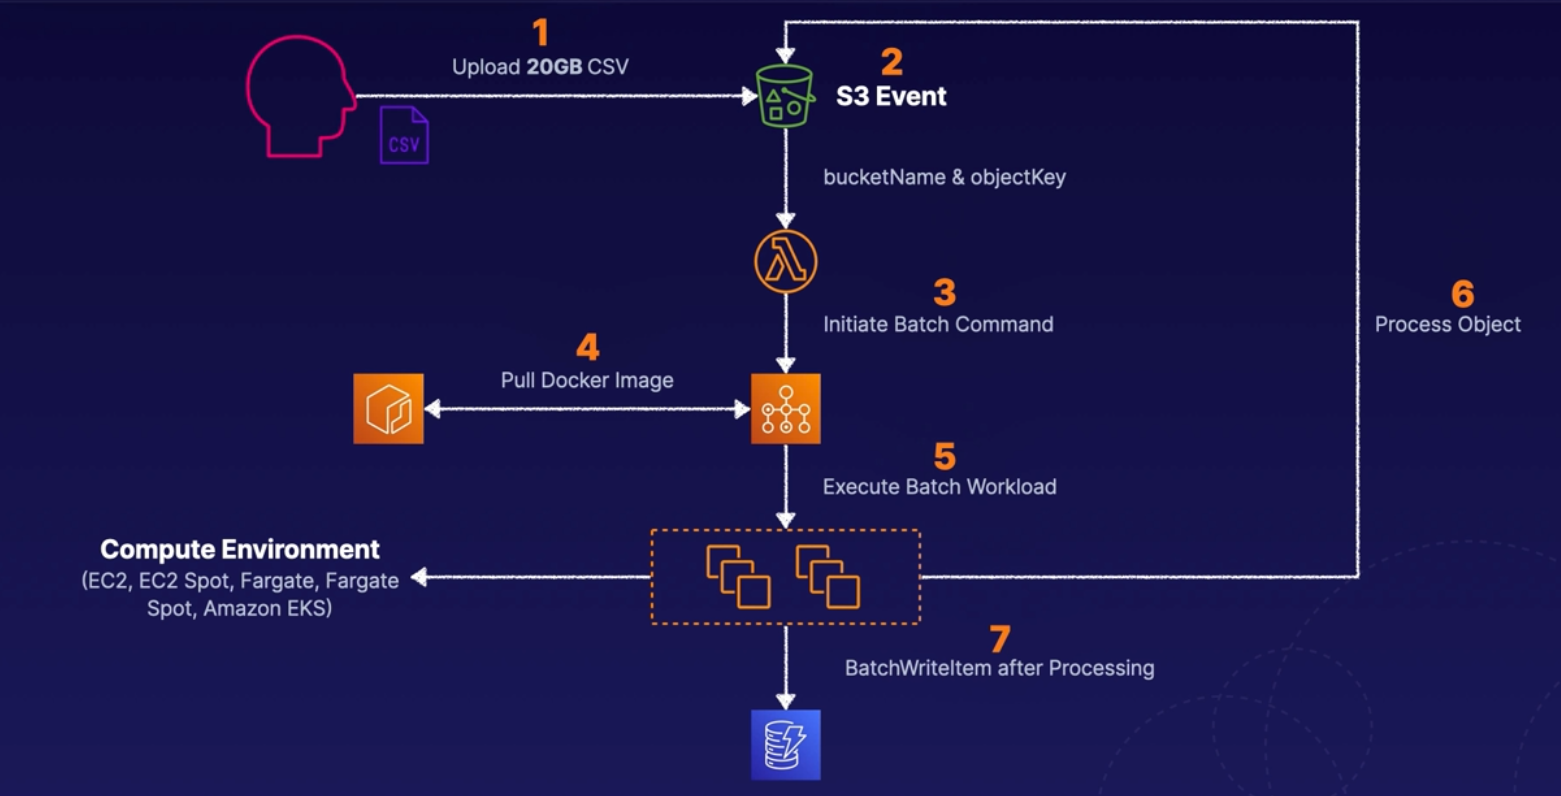 1
Upload 20GB CSV
CSV
2
S3 Event
bucketName & objectKey
3
Initiate Batch Command
4
Pull Docker Image
5
Execute Batch Workload
6
Process Object
Compute Environment
(EC2, EC2 Spot, Fargate, Fargate
Spot, Amazon EKS)
7
BatchWriteItem after Processing